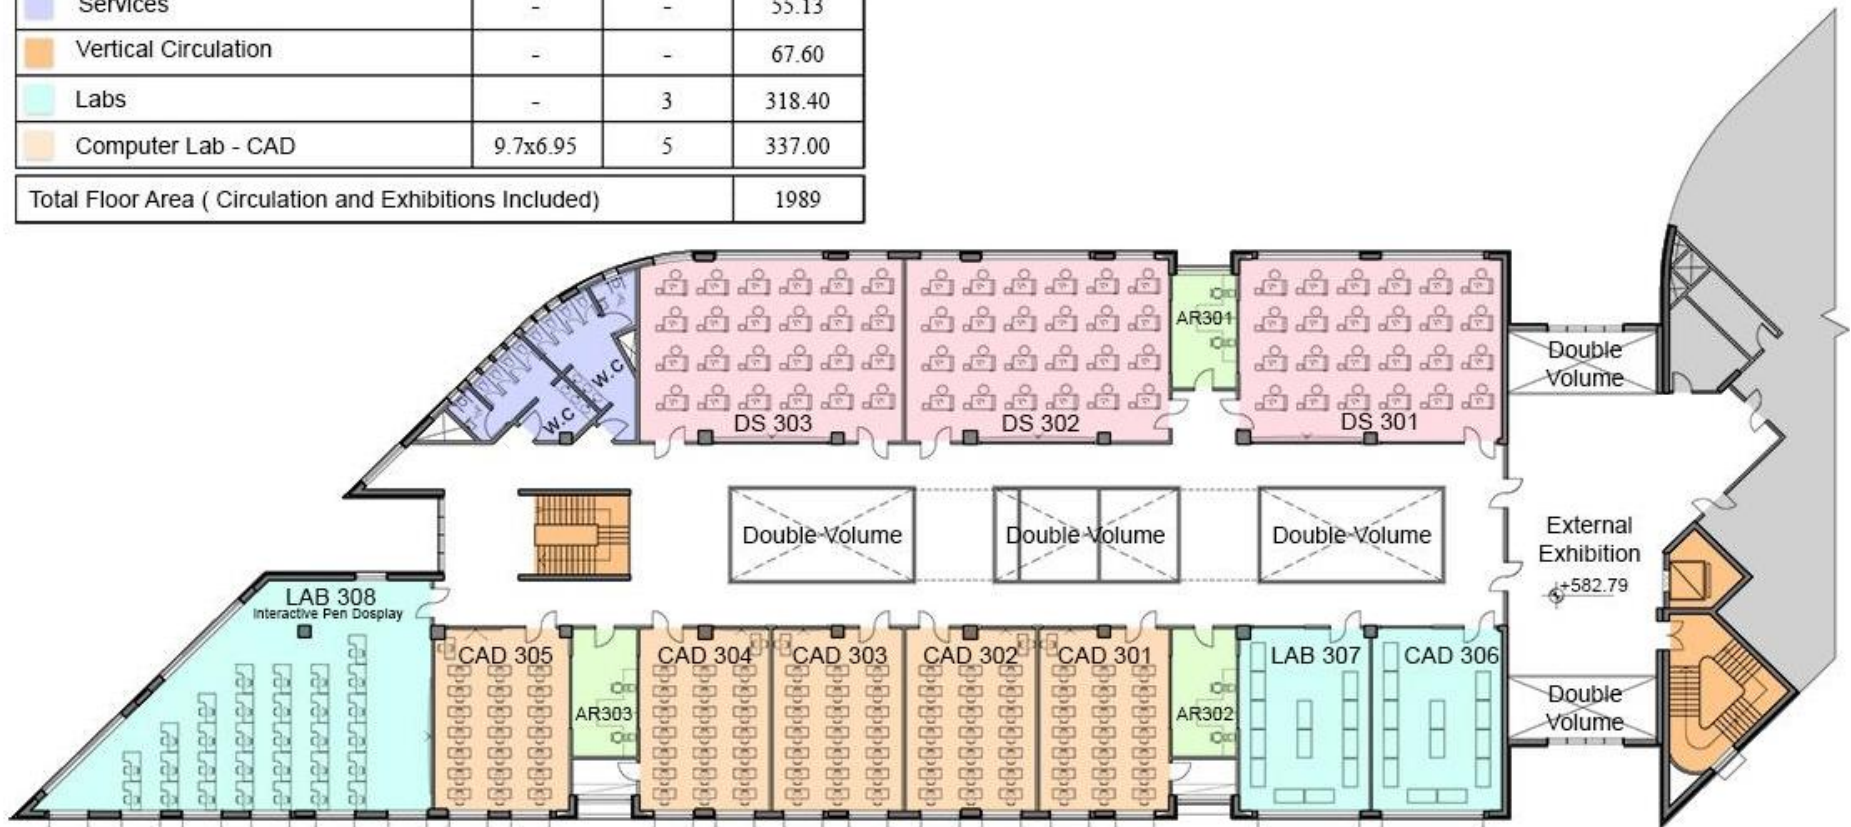 Services - - 55.13
Vertical Circulation - - 67.60
Labs - 3 318.40
Computer Lab - CAD 9.7x6.95 5 337.00
Total Floor Area ( Circulation and Exhibitions Included) 1989
AR301
Double
Volume
W.C
W.C
DS 303
DS 302
DS 301
Double Volume
Double Volume
Double Volume
External
Exhibition
+582.79
LAB 308
Interactive Pen Dosplay
CAD 305
CAD 304
CAD 303
CAD 302
CAD 301
LAB 307
CAD 306
AR303
AR302
Double
Volume